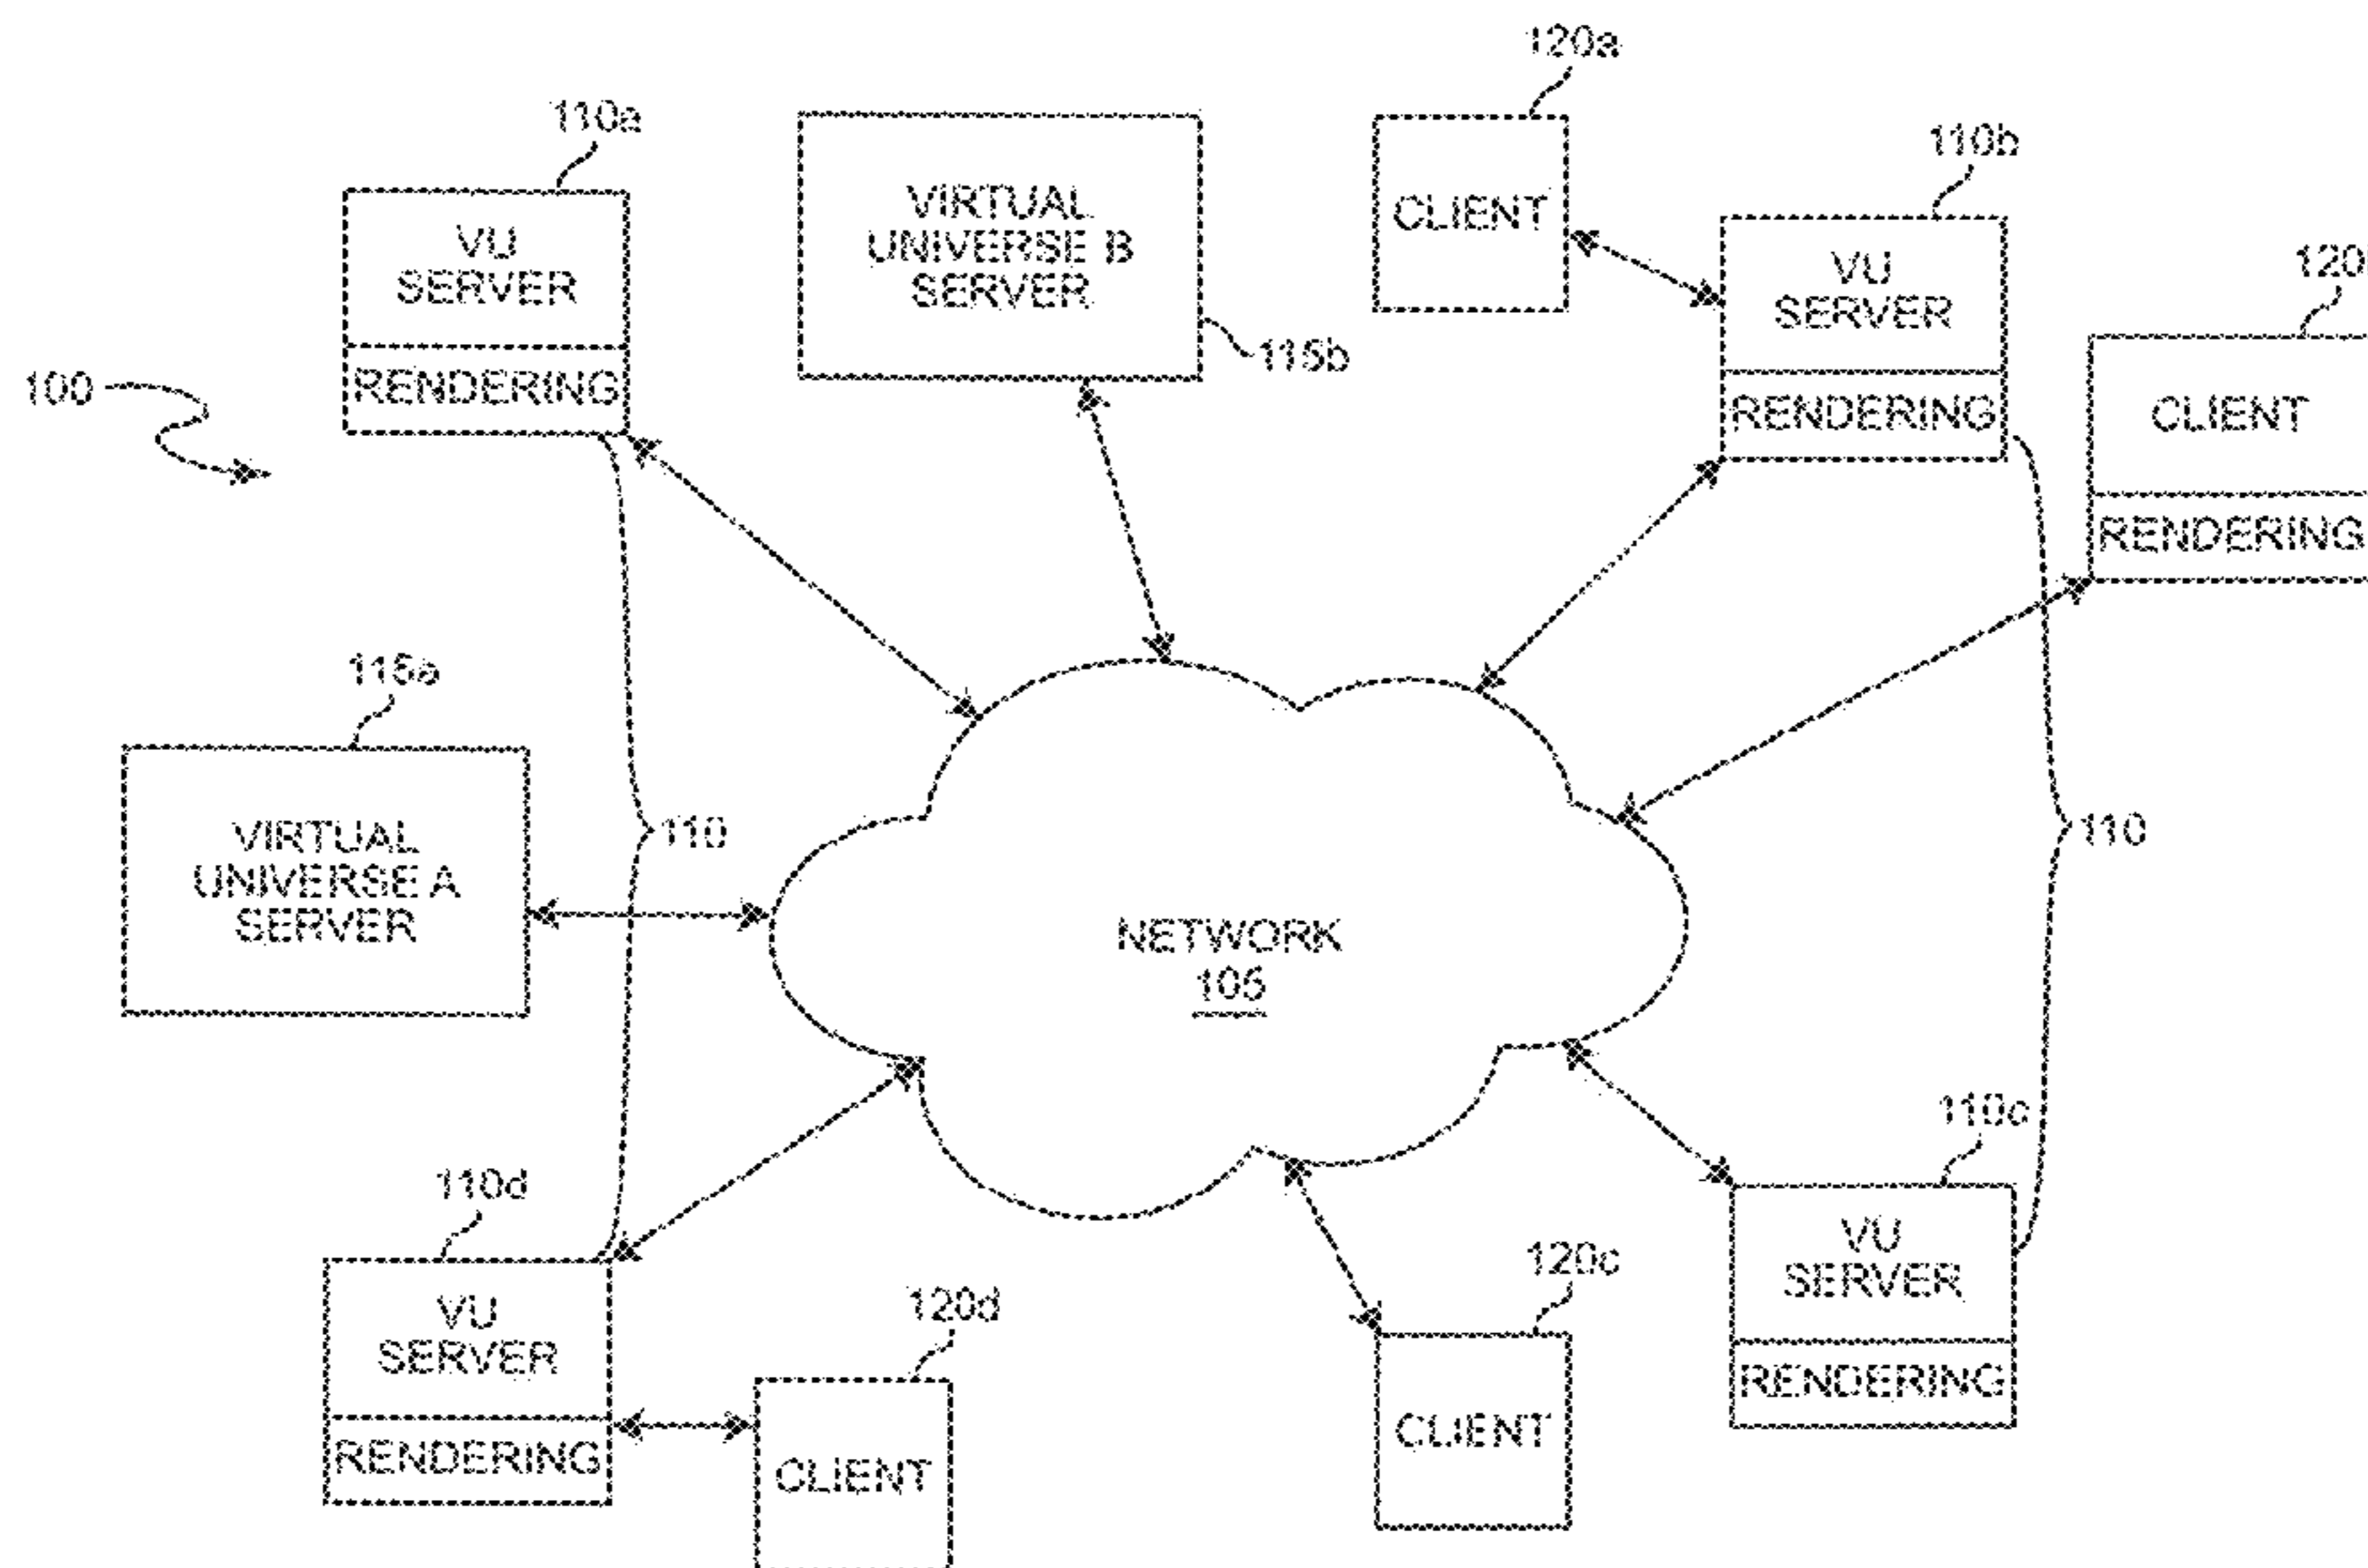 120a
110a
110b
VIRTUAL
UNIVERSE B
SERVER
CLIENT
VU
SERVER
RENDERING
115b
VU
SERVER
RENDERING
CLIENT
RENDERING
100
115a
VIRTUAL
UNIVERSE A
SERVER
110
110
NETWORK
105
110c
110d
VU
SERVER
RENDERING
120c
VU
SERVER
RENDERING
120d
CLIENT
CLIENT